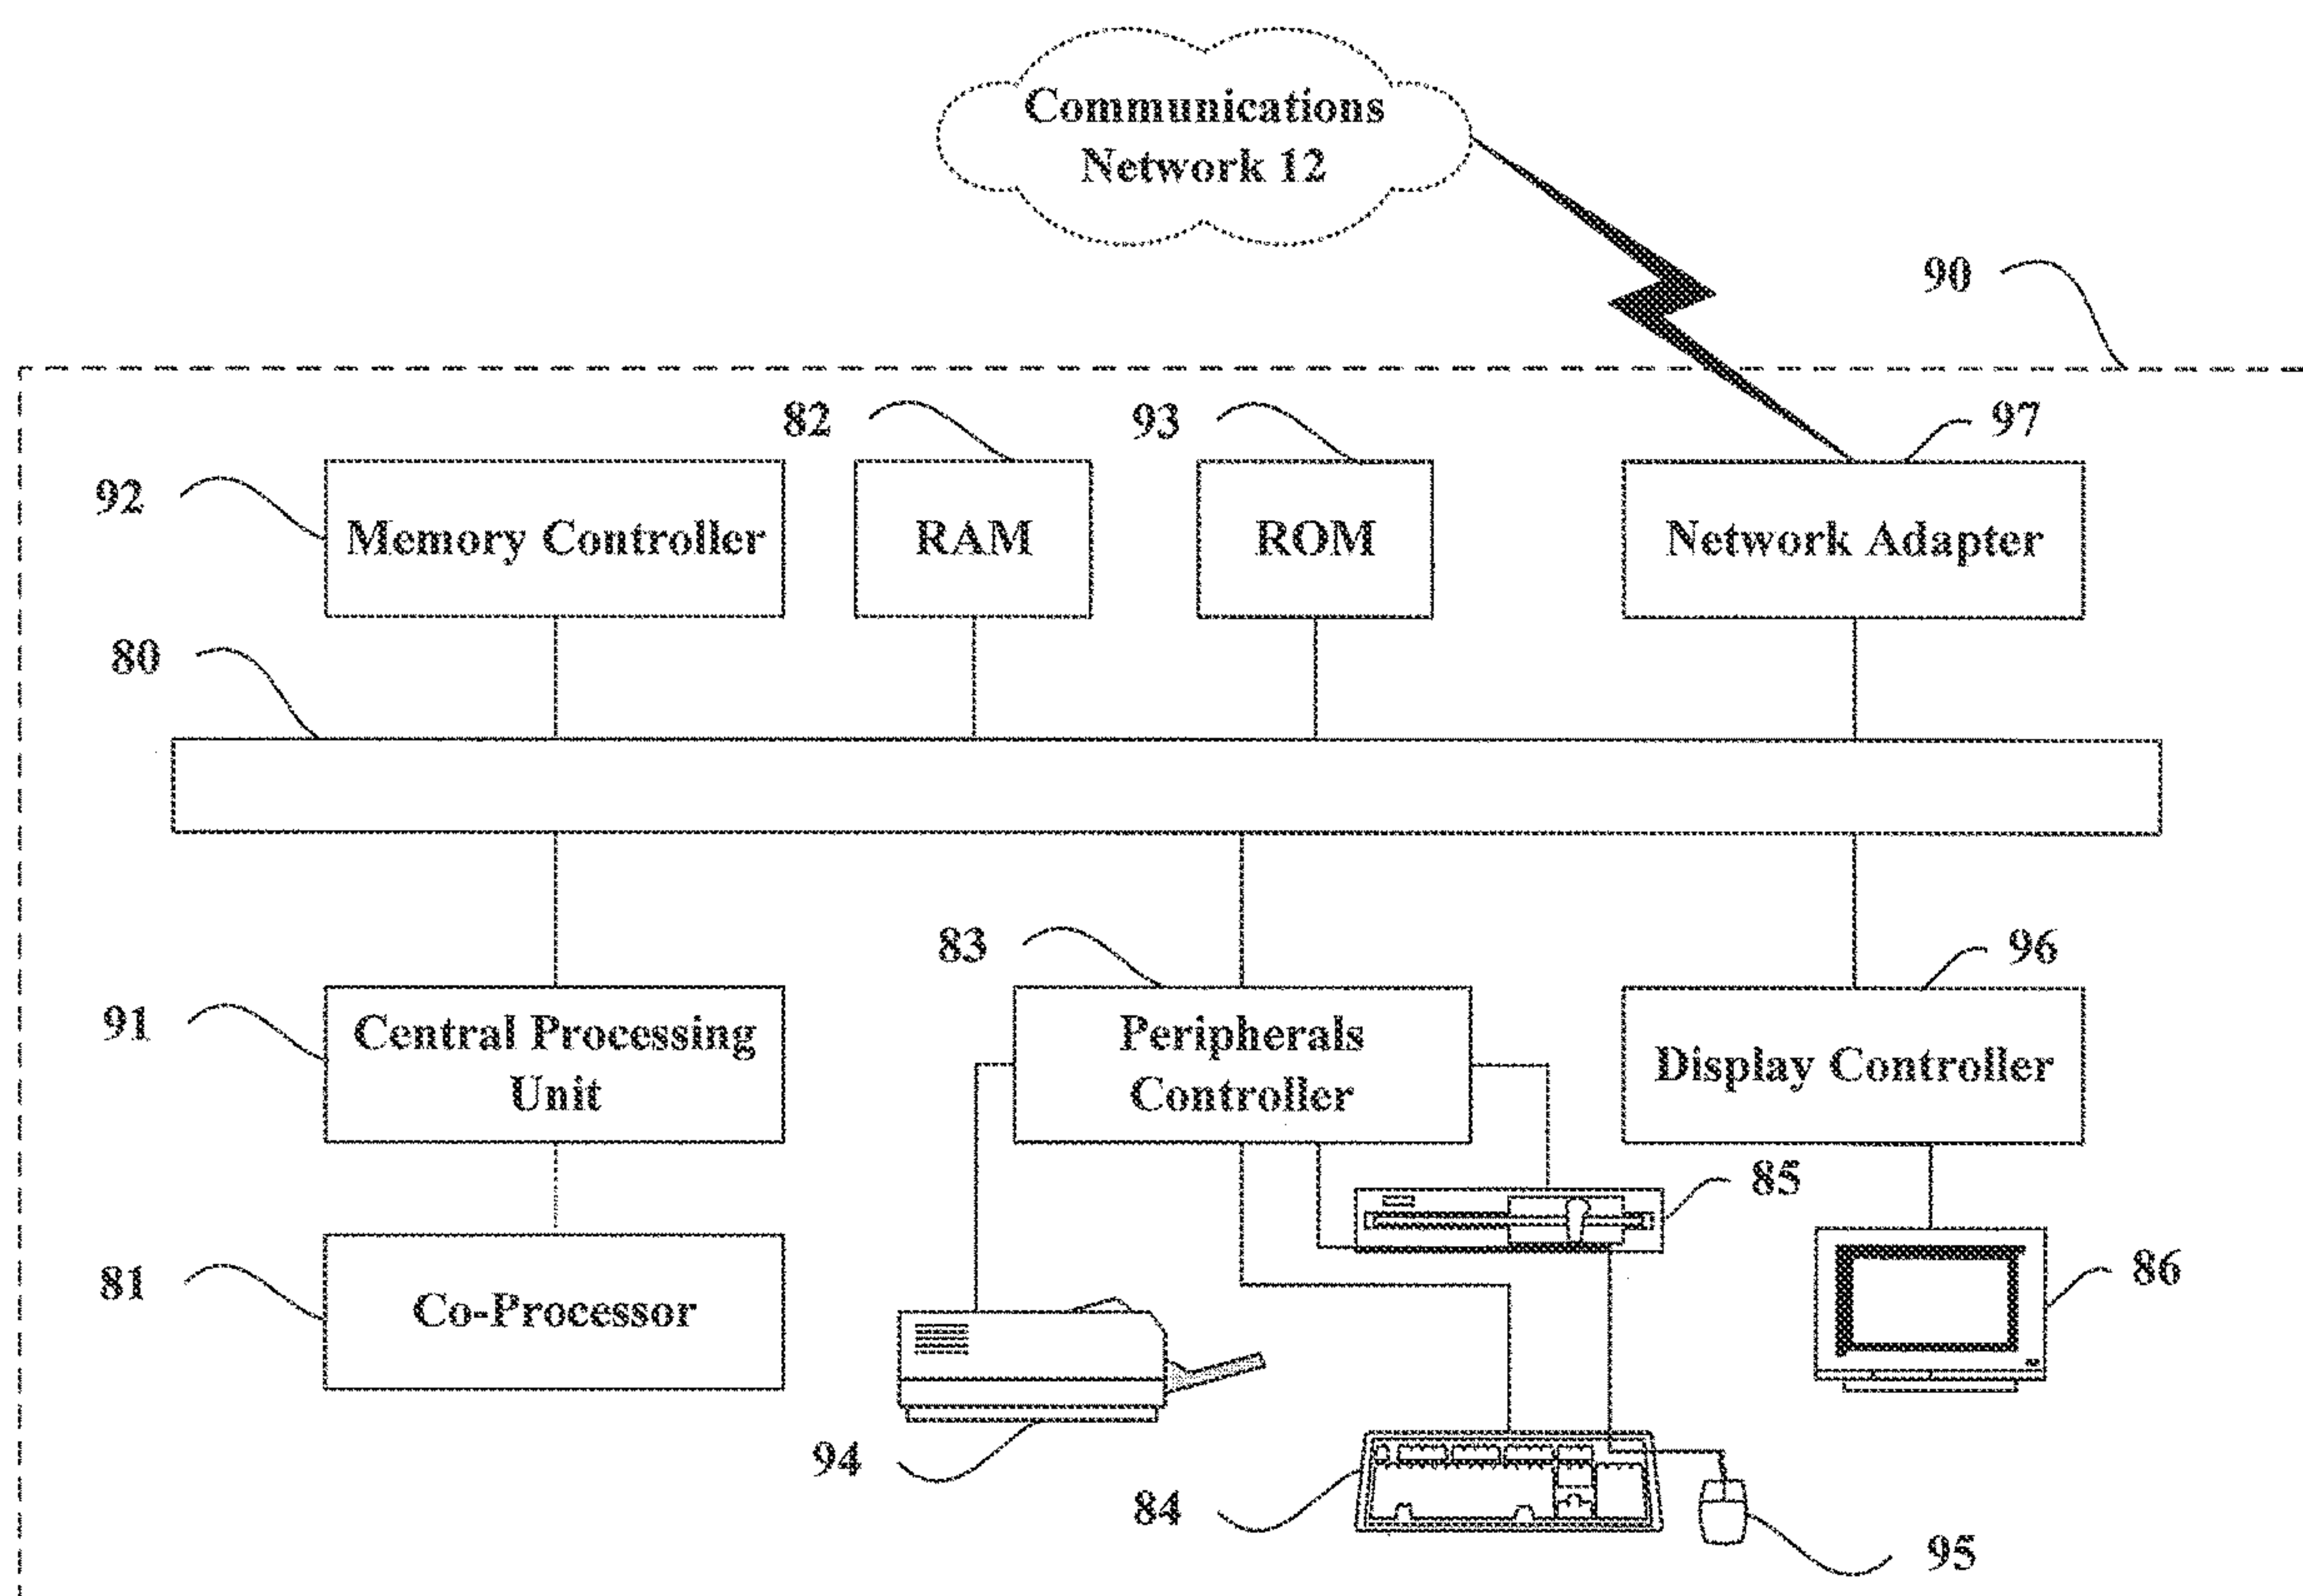 Communications
Network 12
90
82
93
97
92
Memory Controller
RAM
ROM
Network Adapter
80
83
96
91
Central Processing
Unit
Peripherals
Controller
Display Controller
85
81
Co-Processor
86
94
84
95